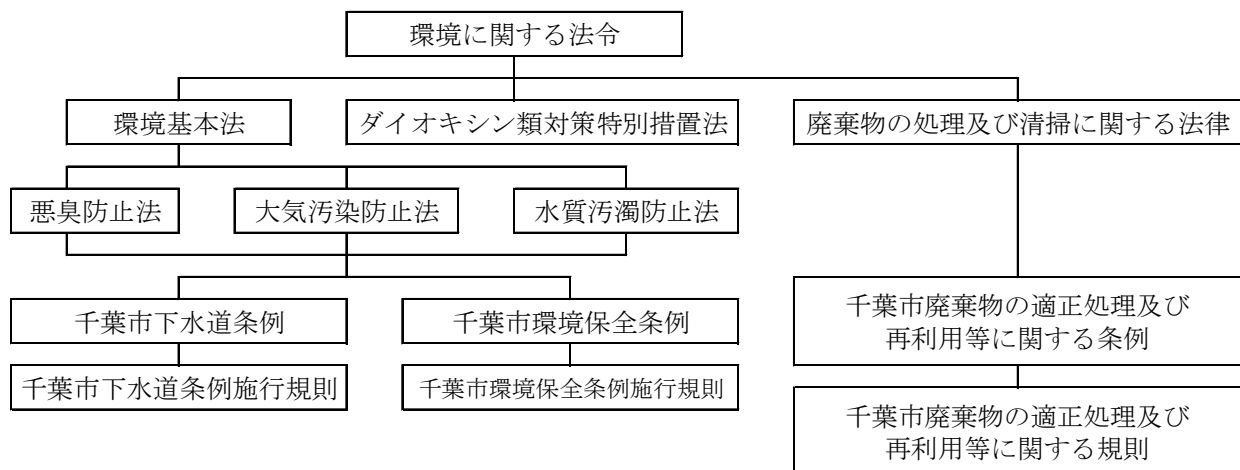 環境に関する法令
環境基本法
ダイオキシン類対策特別措置法
廃棄物の処理及び清掃に関する法律
悪臭防止法
大気汚染防止法
水質汚濁防止法
千葉市下水道条例
千葉市環境保全条例
千葉市廃棄物の適正処理及び
再利用等に関する条例
千葉市下水道条例施行規則
千葉市環境保全条例施行規則
千葉市廃棄物の適正処理及び
再利用等に関する規則